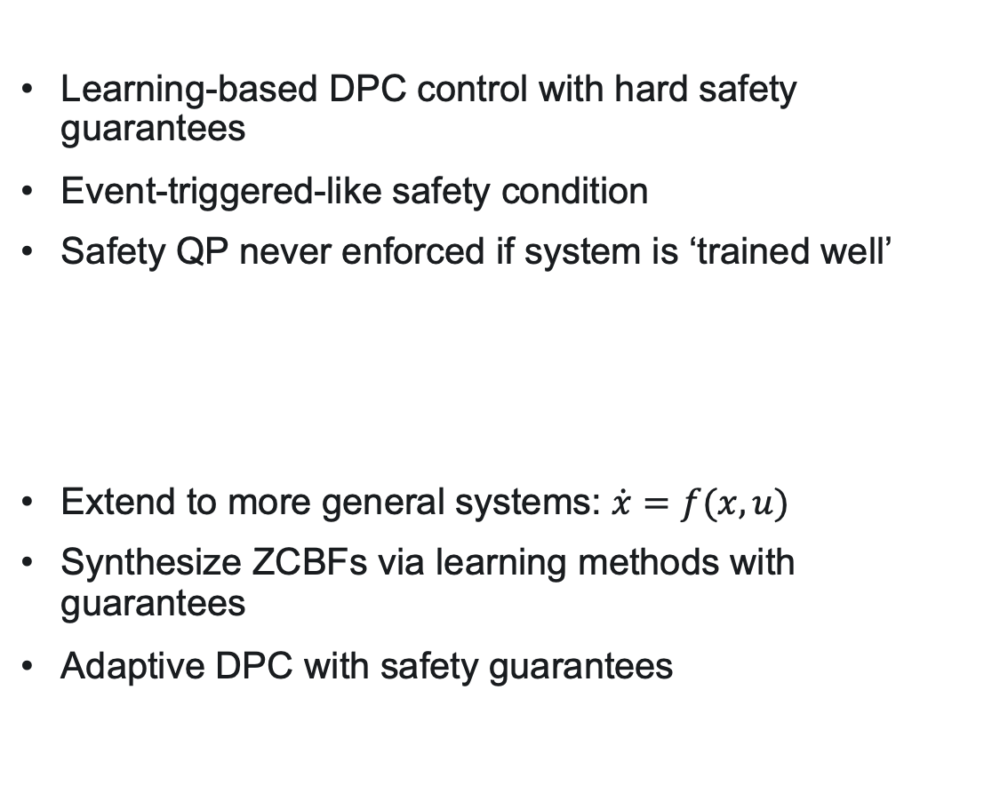 • Learning-based DPC control with hard safety
guarantees
• Event-triggered-like safety condition
• Safety QP never enforced if system is ‘trained well’
• Extend to more general systems: ẋ = f(x, u)
• Synthesize ZCBFs via learning methods with
guarantees
• Adaptive DPC with safety guarantees